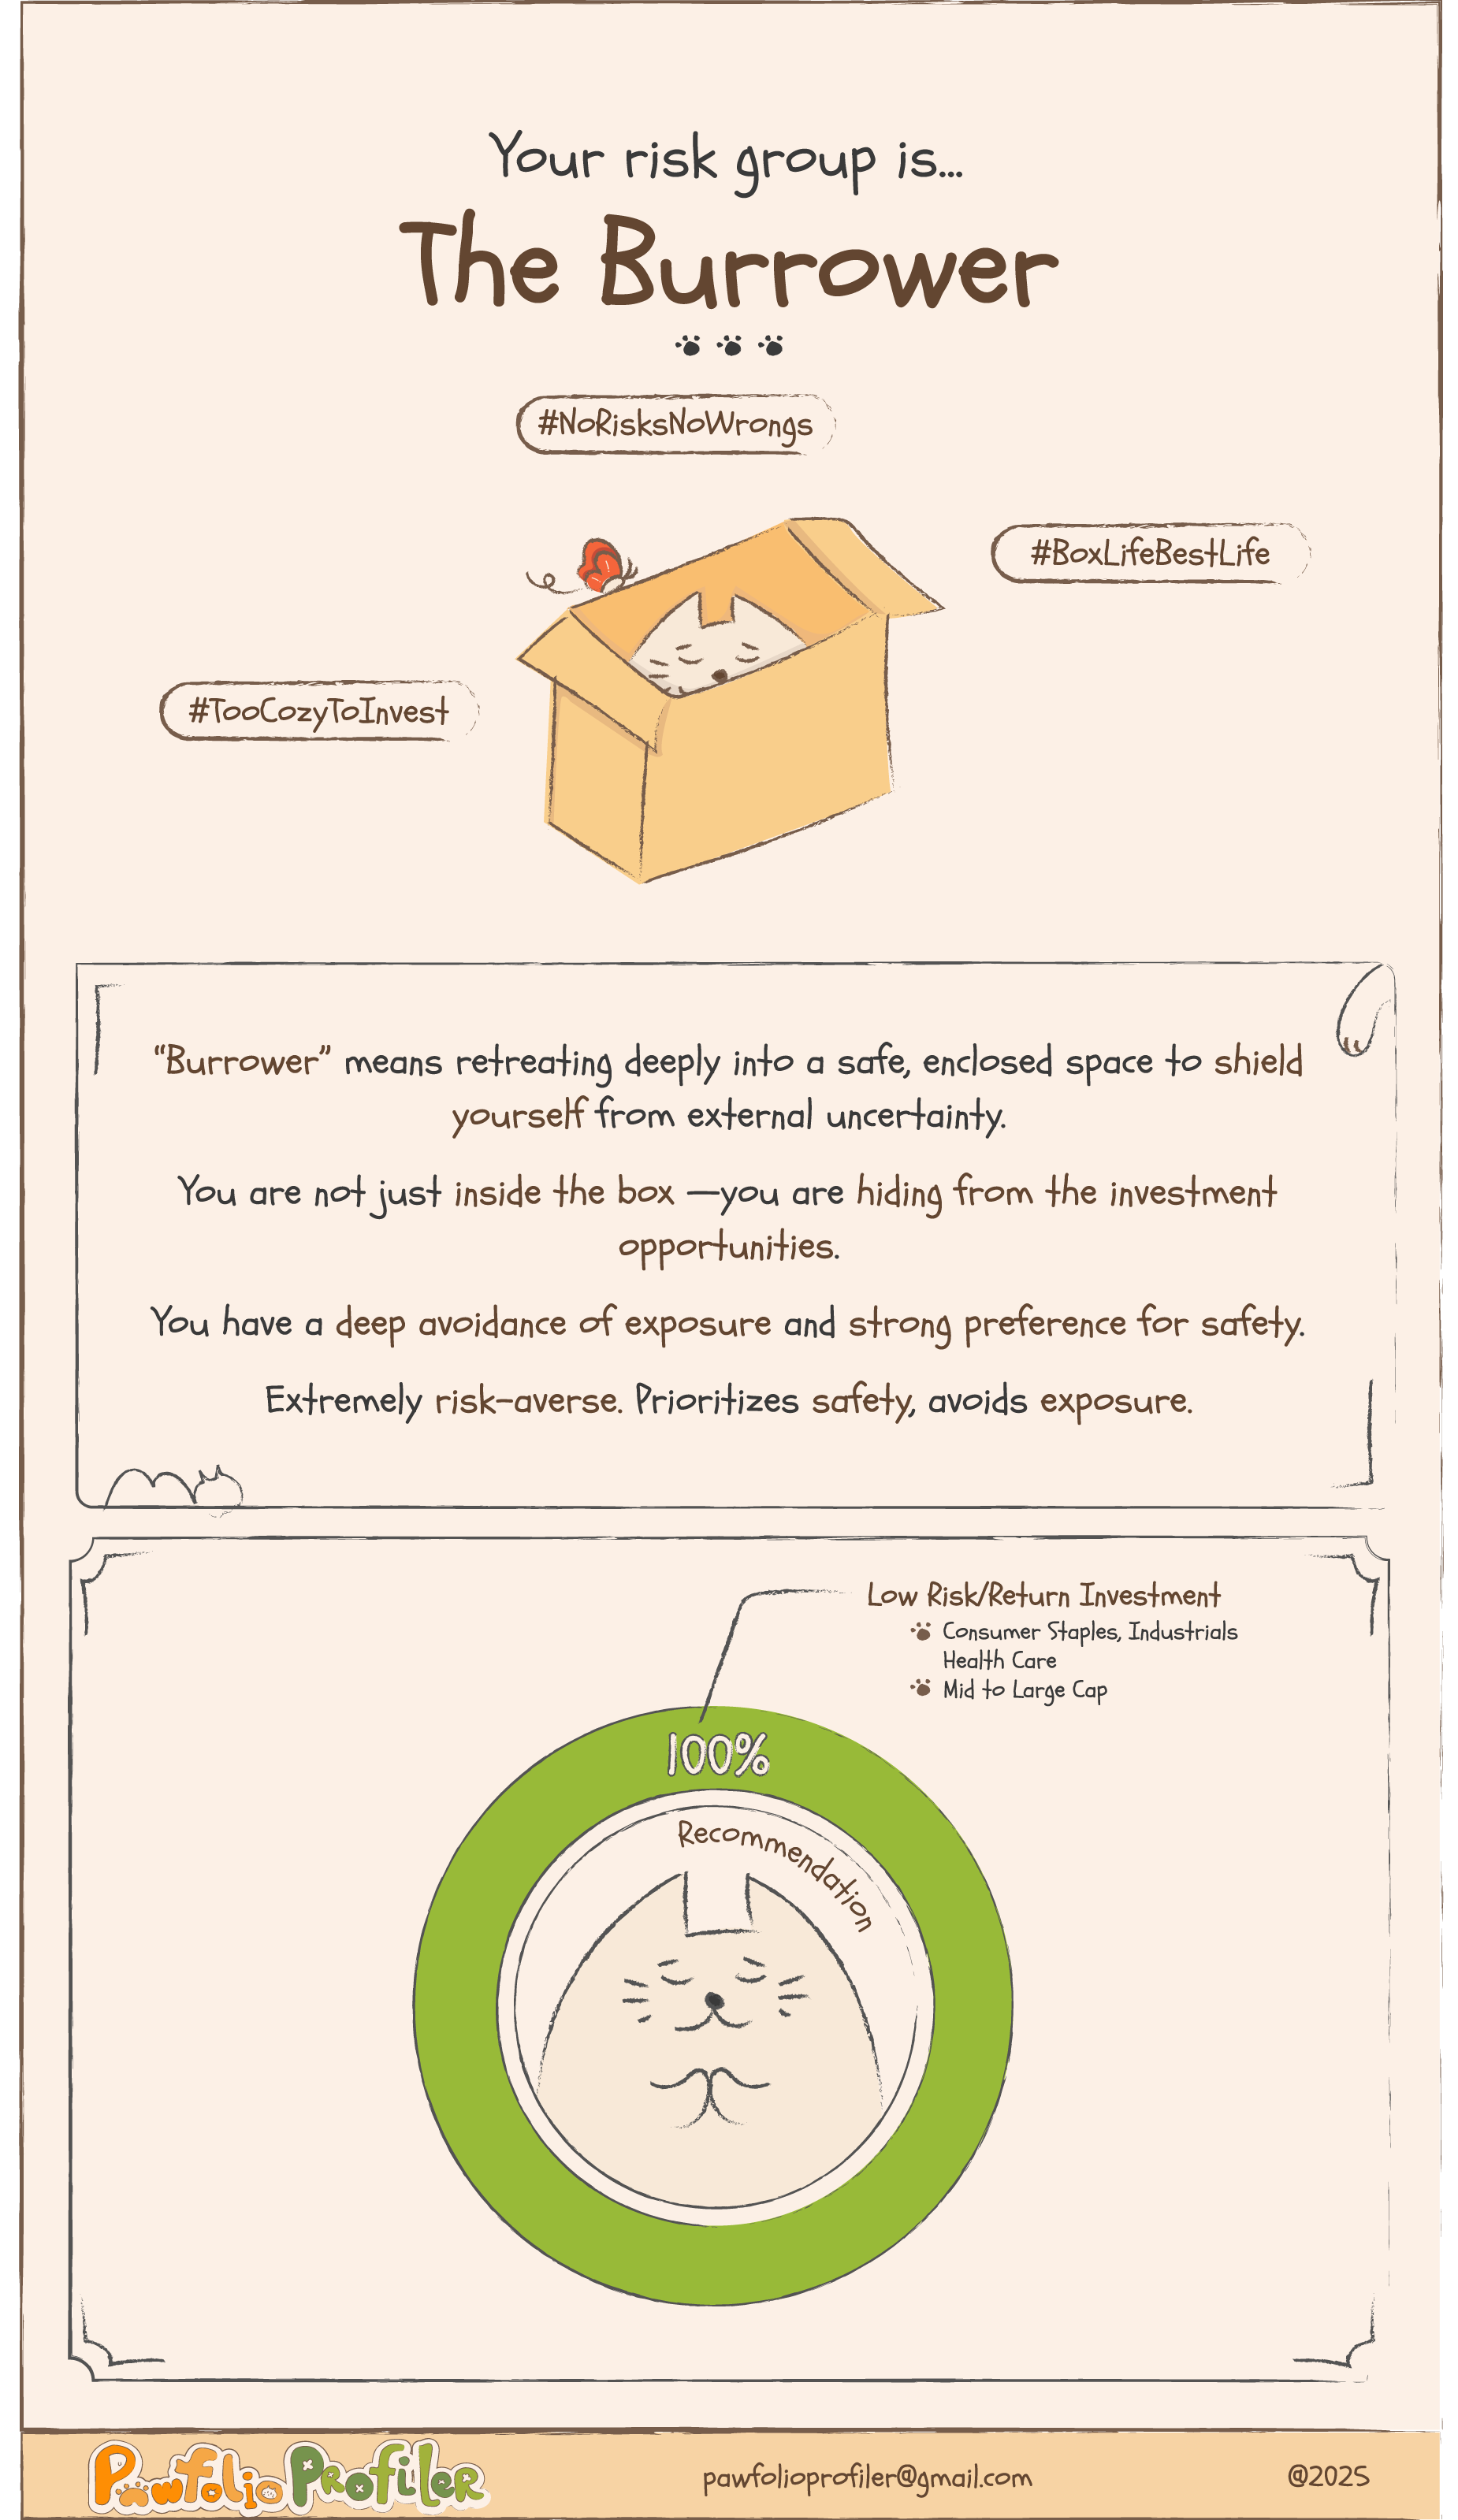 Your risk group is...
The Burrower
#NoRisksNoWrongs
#BoxLifeBestLife
#TooCozyToInvest
“Burrower” means retreating deeply into a safe, enclosed space to shield
yourself from external uncertainty.
You are not just inside the box —you are hiding from the investment
opportunities.
You have a deep avoidance of exposure and strong preference for safety.
Extremely risk-averse. Prioritizes safety, avoids exposure.
Low Risk/Return Investment
Consumer Staples, Industrials
Health Care
Mid to Large Cap
100%
Recommendation
Pawfolio Profiler
pawfolioprofiler@gmail.com
@2025